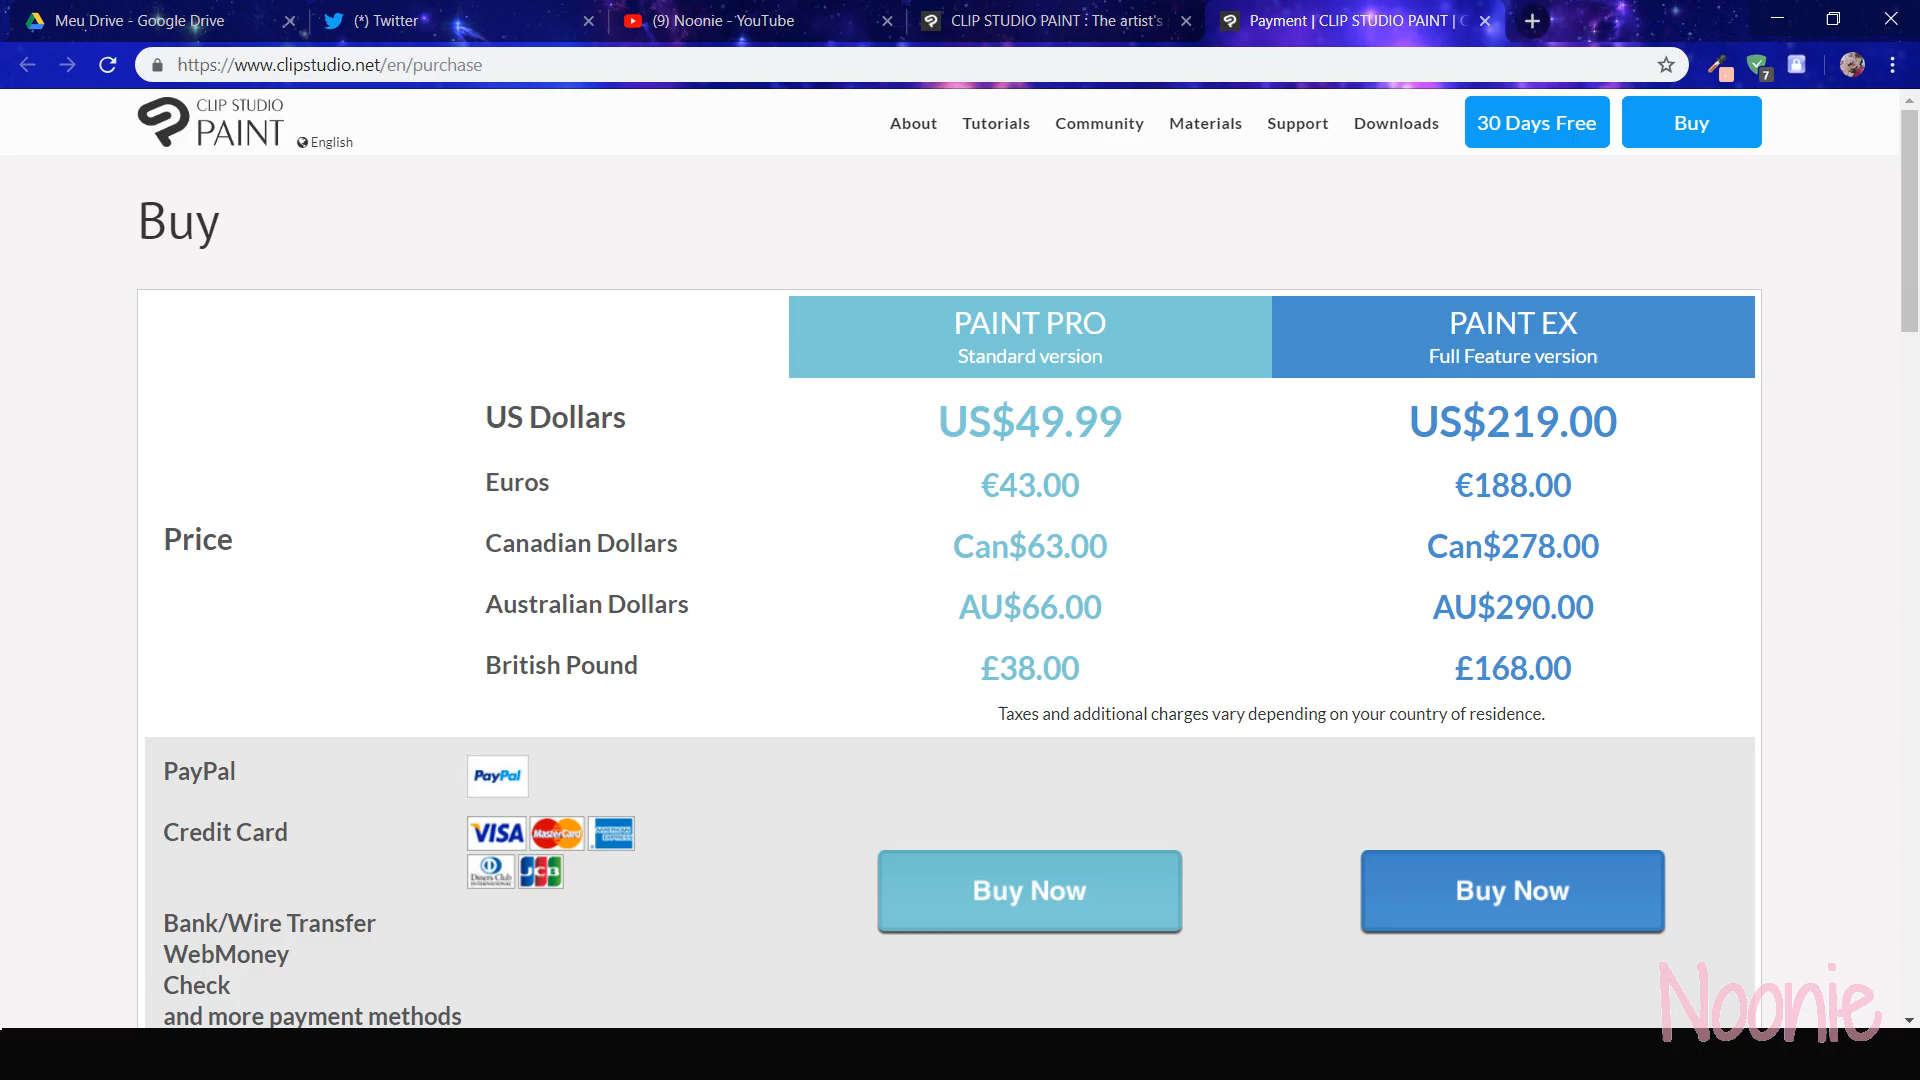 Meu Drive - Google Drive
(*) Twitter
(9) Noonie - YouTube
CLIP STUDIO PAINT : The artist's
Payment | CLIP STUDIO PAINT |
https://www.clipstudio.net/en/purchase
7
CLIP STUDIO
PAINT
English
About
Tutorials
Community
Materials
Support
Downloads
30 Days Free
Buy
Buy
PAINT PRO
Standard version
PAINT EX
Full Feature version
Price
US Dollars
US$49.99
US$219.00
Euros
€43.00
€188.00
Canadian Dollars
Can$63.00
Can$278.00
Australian Dollars
AU$66.00
AU$290.00
British Pound
£38.00
£168.00
Taxes and additional charges vary depending on your country of residence.
PayPal
PayPal
Credit Card
VISA
MasterCard
AMERICAN EXPRESS
Diners Club INTERNATIONAL
JCB
Buy Now
Buy Now
Bank/Wire Transfer
WebMoney
Check
and more payment methods
Noonie